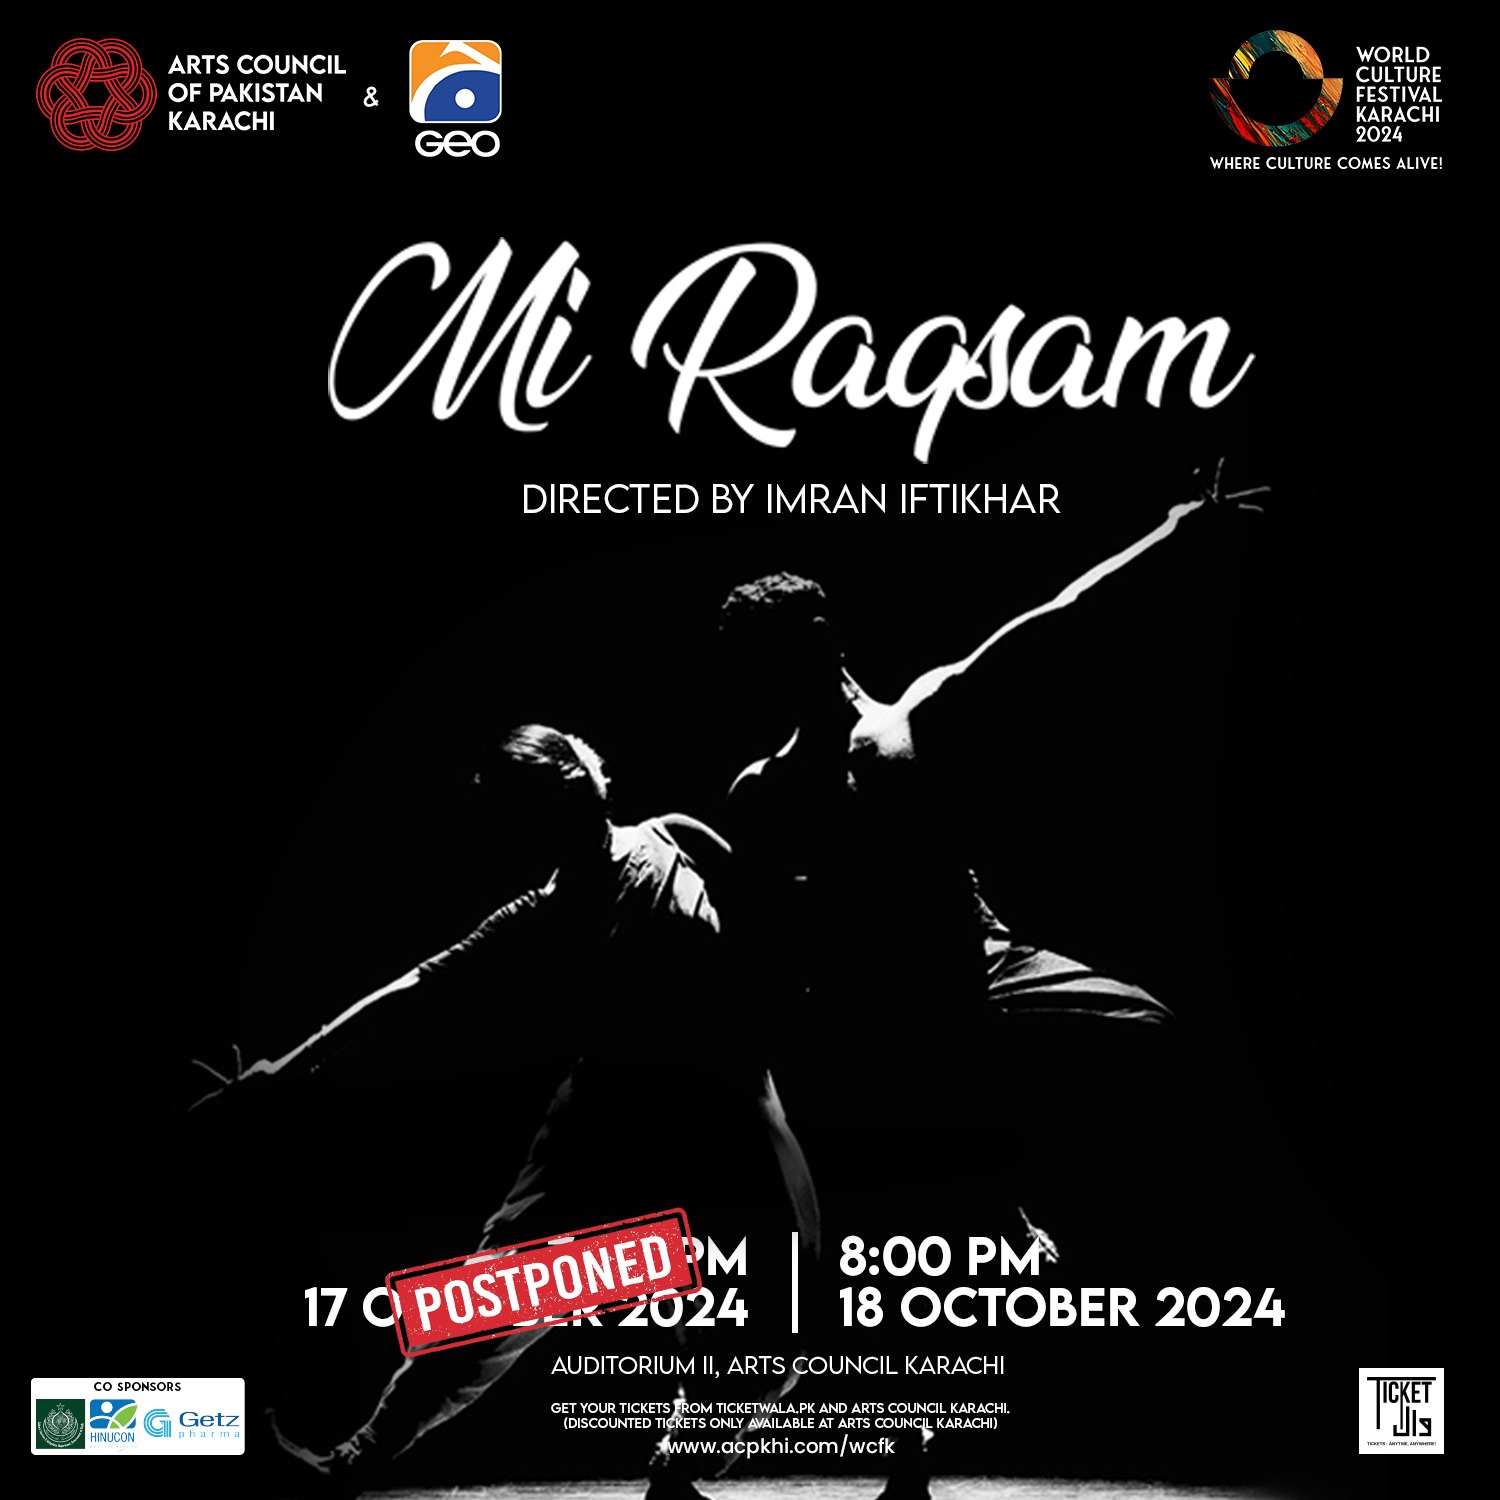 ARTS COUNCIL
OF PAKISTAN
KARACHI
&
GEO
WORLD
CULTURE
FESTIVAL
KARACHI
2024
WHERE CULTURE COMES ALIVE!
Mi Raqsam
DIRECTED BY IMRAN IFTIKHAR
PM
17 2024
POSTPONED
8:00 PM
18 OCTOBER 2024
AUDITORIUM II, ARTS COUNCIL KARACHI
GET YOUR TICKETS FROM TICKETWALA.PK AND ARTS COUNCIL KARACHI.
(DISCOUNTED TICKETS ONLY AVAILABLE AT ARTS COUNCIL KARACHI)
www.acpkhi.com/wcfk
CO SPONSORS
HINUCON
Getz
pharma
TICKET
والا
TICKETS - ANYTIME, ANYWHERE!